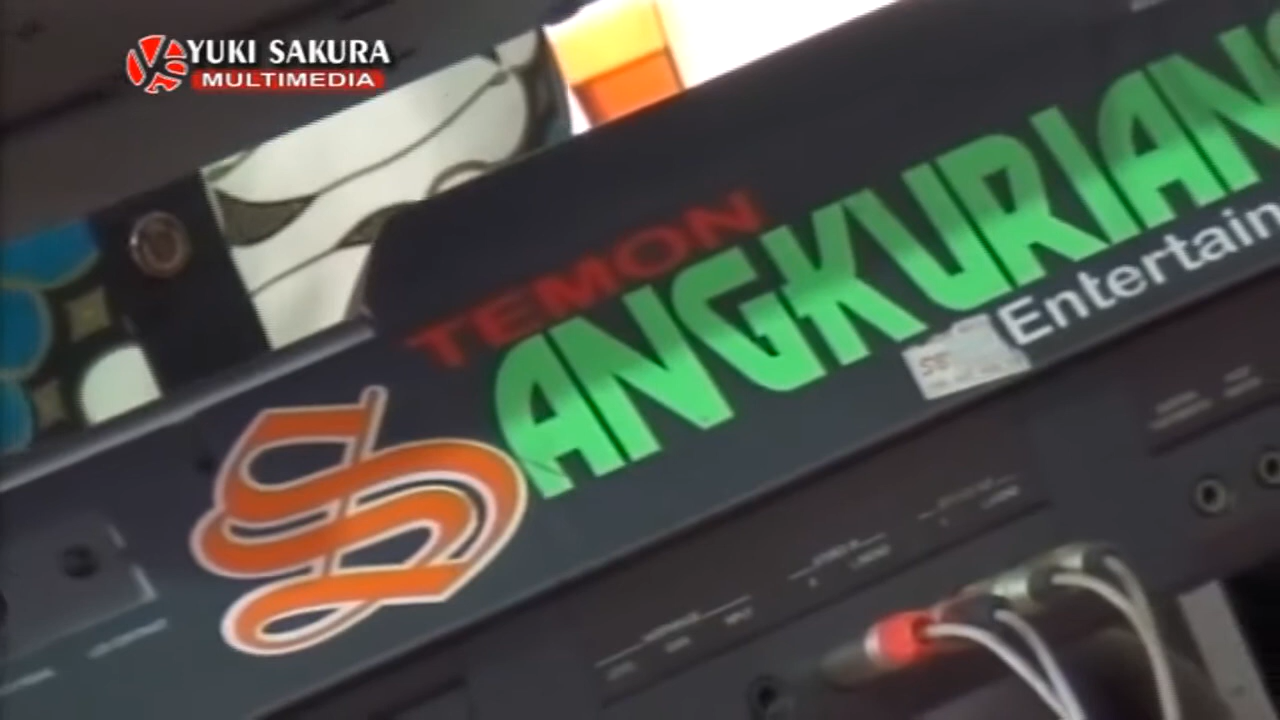 YUKI SAKURA
MULTIMEDIA
TEMON
SANGKURIANG
Entertain